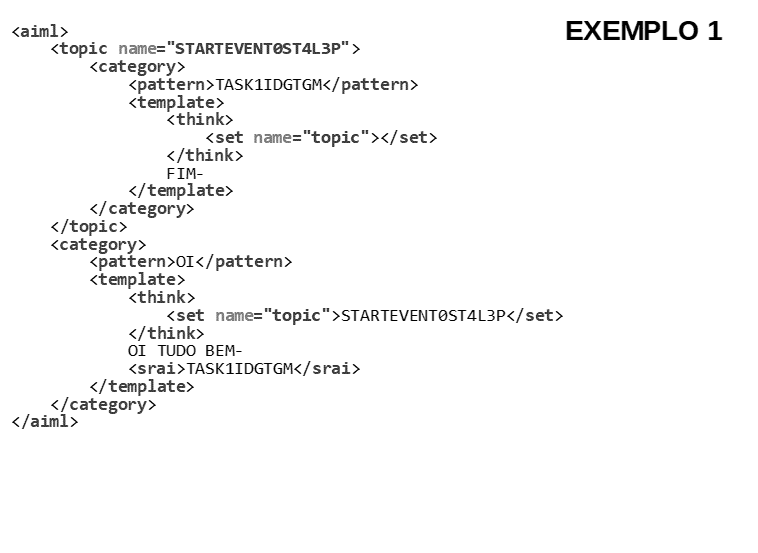 EXEMPLO 1
<aiml>
<topic name="STARTEVENT0ST4L3P">
<category>
<pattern>TASK1IDGTGM</pattern>
<template>
<think>
<set name="topic"></set>
</think>
FIM-
</template>
</category>
</topic>
<category>
<pattern>OI</pattern>
<template>
<think>
<set name="topic">STARTEVENT0ST4L3P</set>
</think>
OI TUDO BEM-
<srai>TASK1IDGTGM</srai>
</template>
</category>
</aiml>